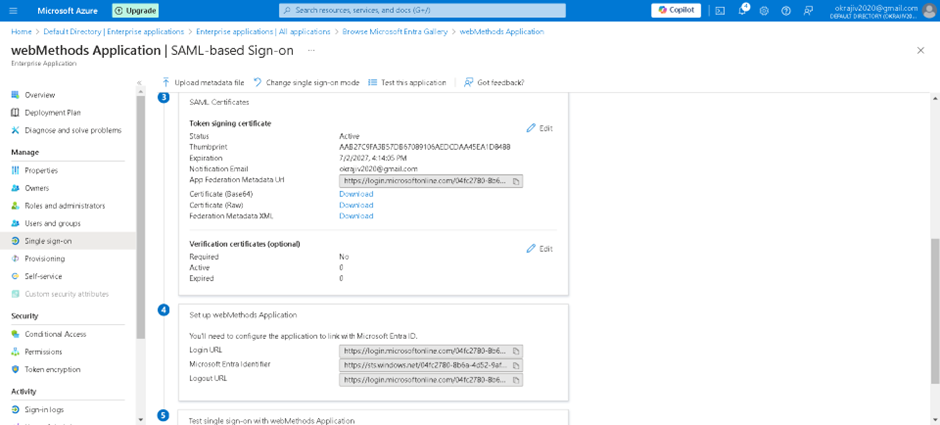 Microsoft Azure
Upgrade
Search resources, services, and docs (G+/)
Copilot
4
okrajiv2020@gmail.com
DEFAULT DIRECTORY (OKRAJIV20...
Home > Default Directory | Enterprise applications > Enterprise applications | All applications > Browse Microsoft Entra Gallery > webMethods Application
webMethods Application | SAML-based Sign-on ...
Enterprise Application
Upload metadata file
Change single sign-on mode
Test this application
Got feedback?
Overview
Deployment Plan
Diagnose and solve problems
Manage
Properties
Owners
Roles and administrators
Users and groups
Single sign-on
Provisioning
Self-service
Custom security attributes
Security
Conditional Access
Permissions
Token encryption
Activity
Sign-in logs
3
SAML Certificates
Token signing certificate
Edit
Status Active
Thumbprint
Expiration 7/2/2027, 4:14:05 PM
Notification Email okrajiv2020@gmail.com
App Federation Metadata Url https://login.microsoftonline.com/04fc27B0-8b6...
Certificate (Base64) Download
Certificate (Raw) Download
Federation Metadata XML Download
Verification certificates (optional)
Edit
Required No
Active 0
Expired 0
4
Set up webMethods Application
You'll need to configure the application to link with Microsoft Entra ID.
Login URL https://login.microsoftonline.com/04fc27B0-8b6...
Microsoft Entra Identifier https://sts.windows.net/04fc27B0-8b6a-4d52-9af...
Logout URL https://login.microsoftonline.com/04fc27B0-8b6...
5
Test single sign-on with webMethods Application